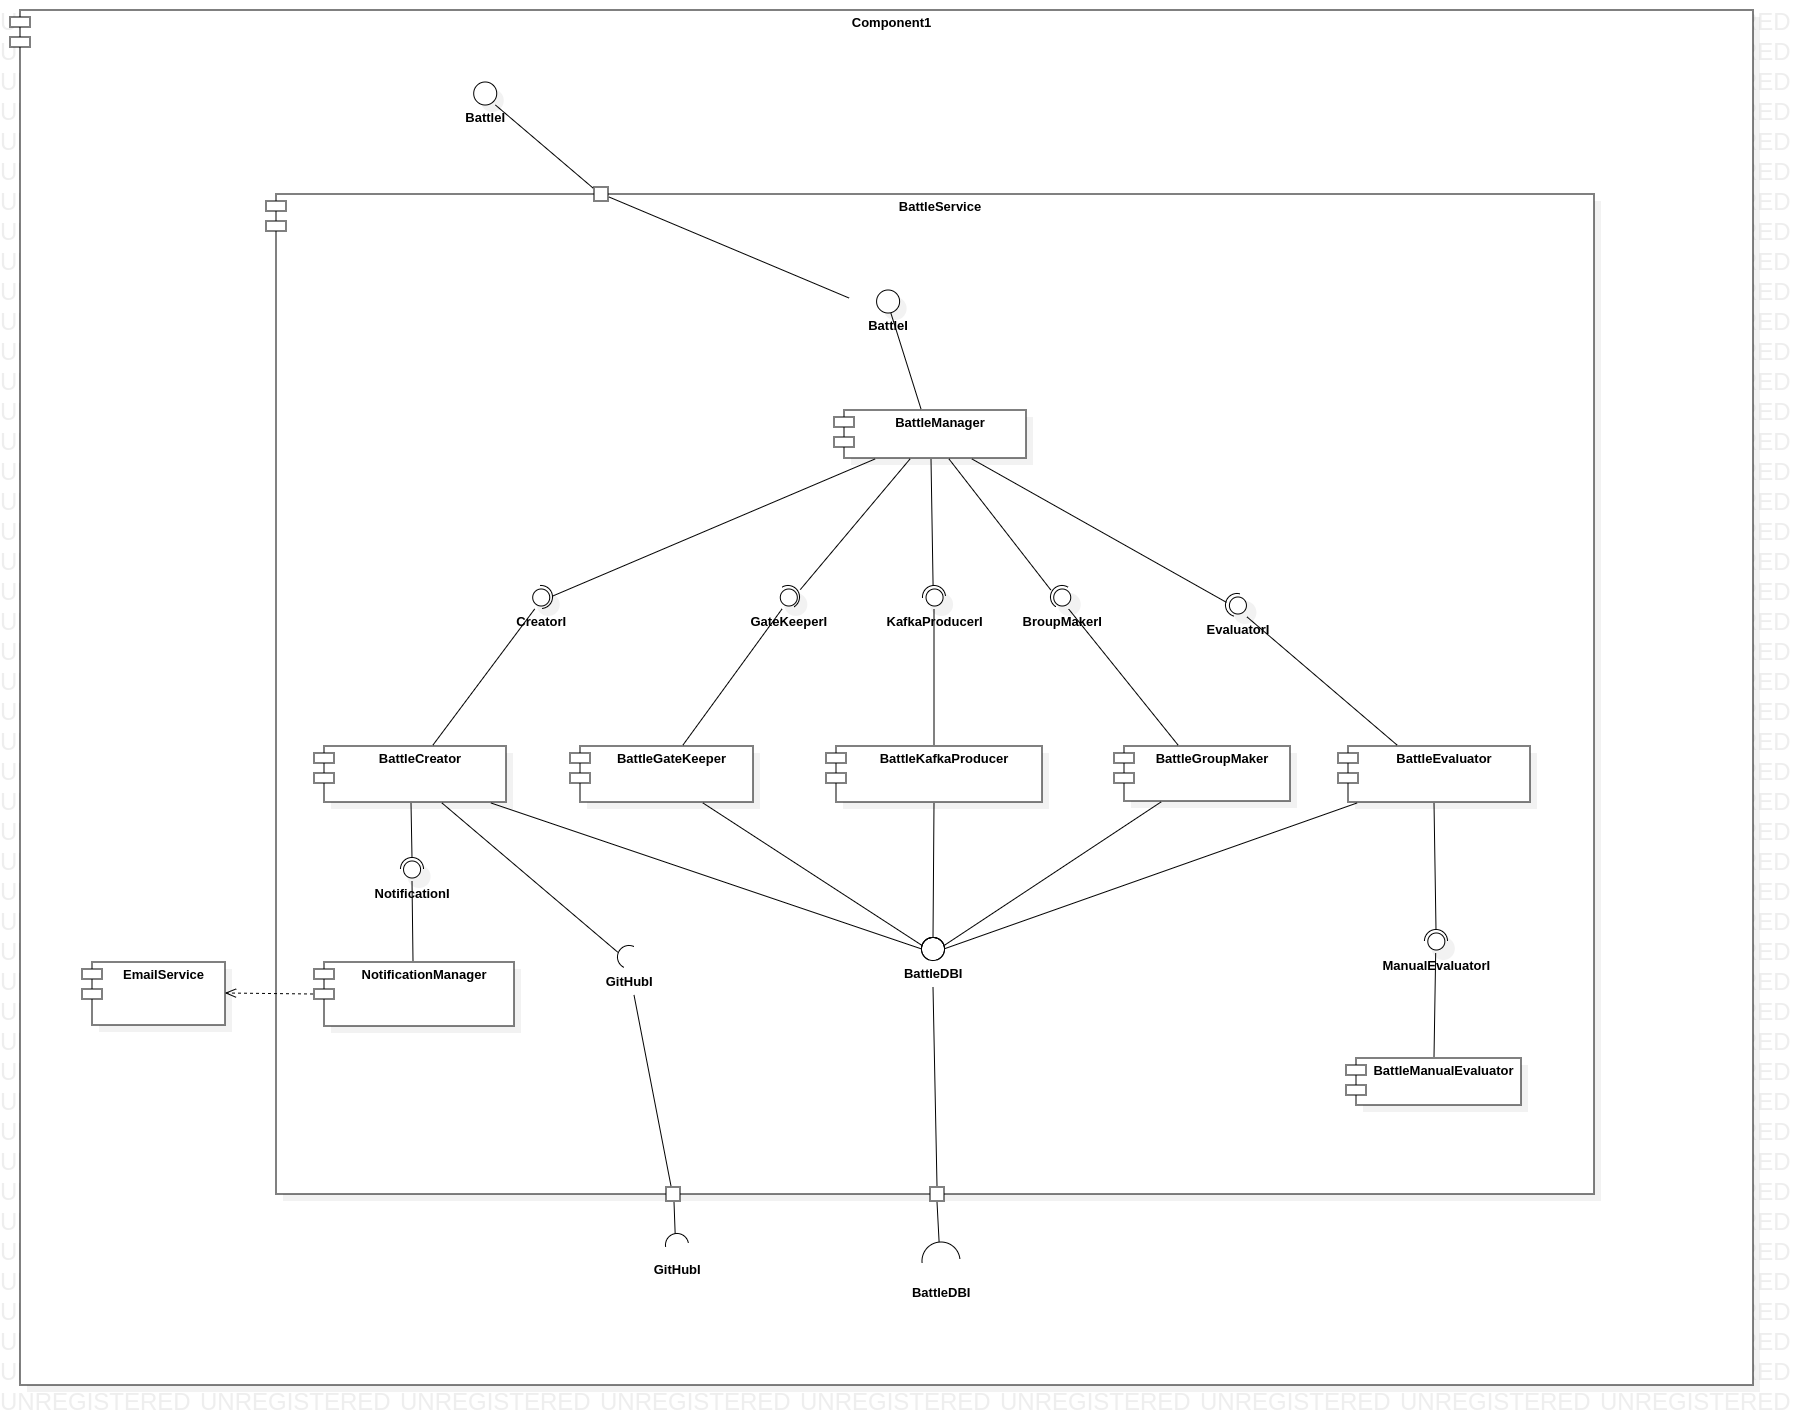 Component1
BattleI
BattleService
BattleI
BattleManager
CreatorI
GateKeeperI
KafkaProducerI
BroupMakerI
EvaluatorI
BattleCreator
BattleGateKeeper
BattleKafkaProducer
BattleGroupMaker
BattleEvaluator
NotificationI
EmailService
NotificationManager
GitHubI
BattleDBI
ManualEvaluatorI
BattleManualEvaluator
GitHubI
BattleDBI
UNREGISTERED UNREGISTERED UNREGISTERED UNREGISTERED UNREGISTERED UNREGISTERED UNREGISTERED UNREGISTERED UNREGISTERED